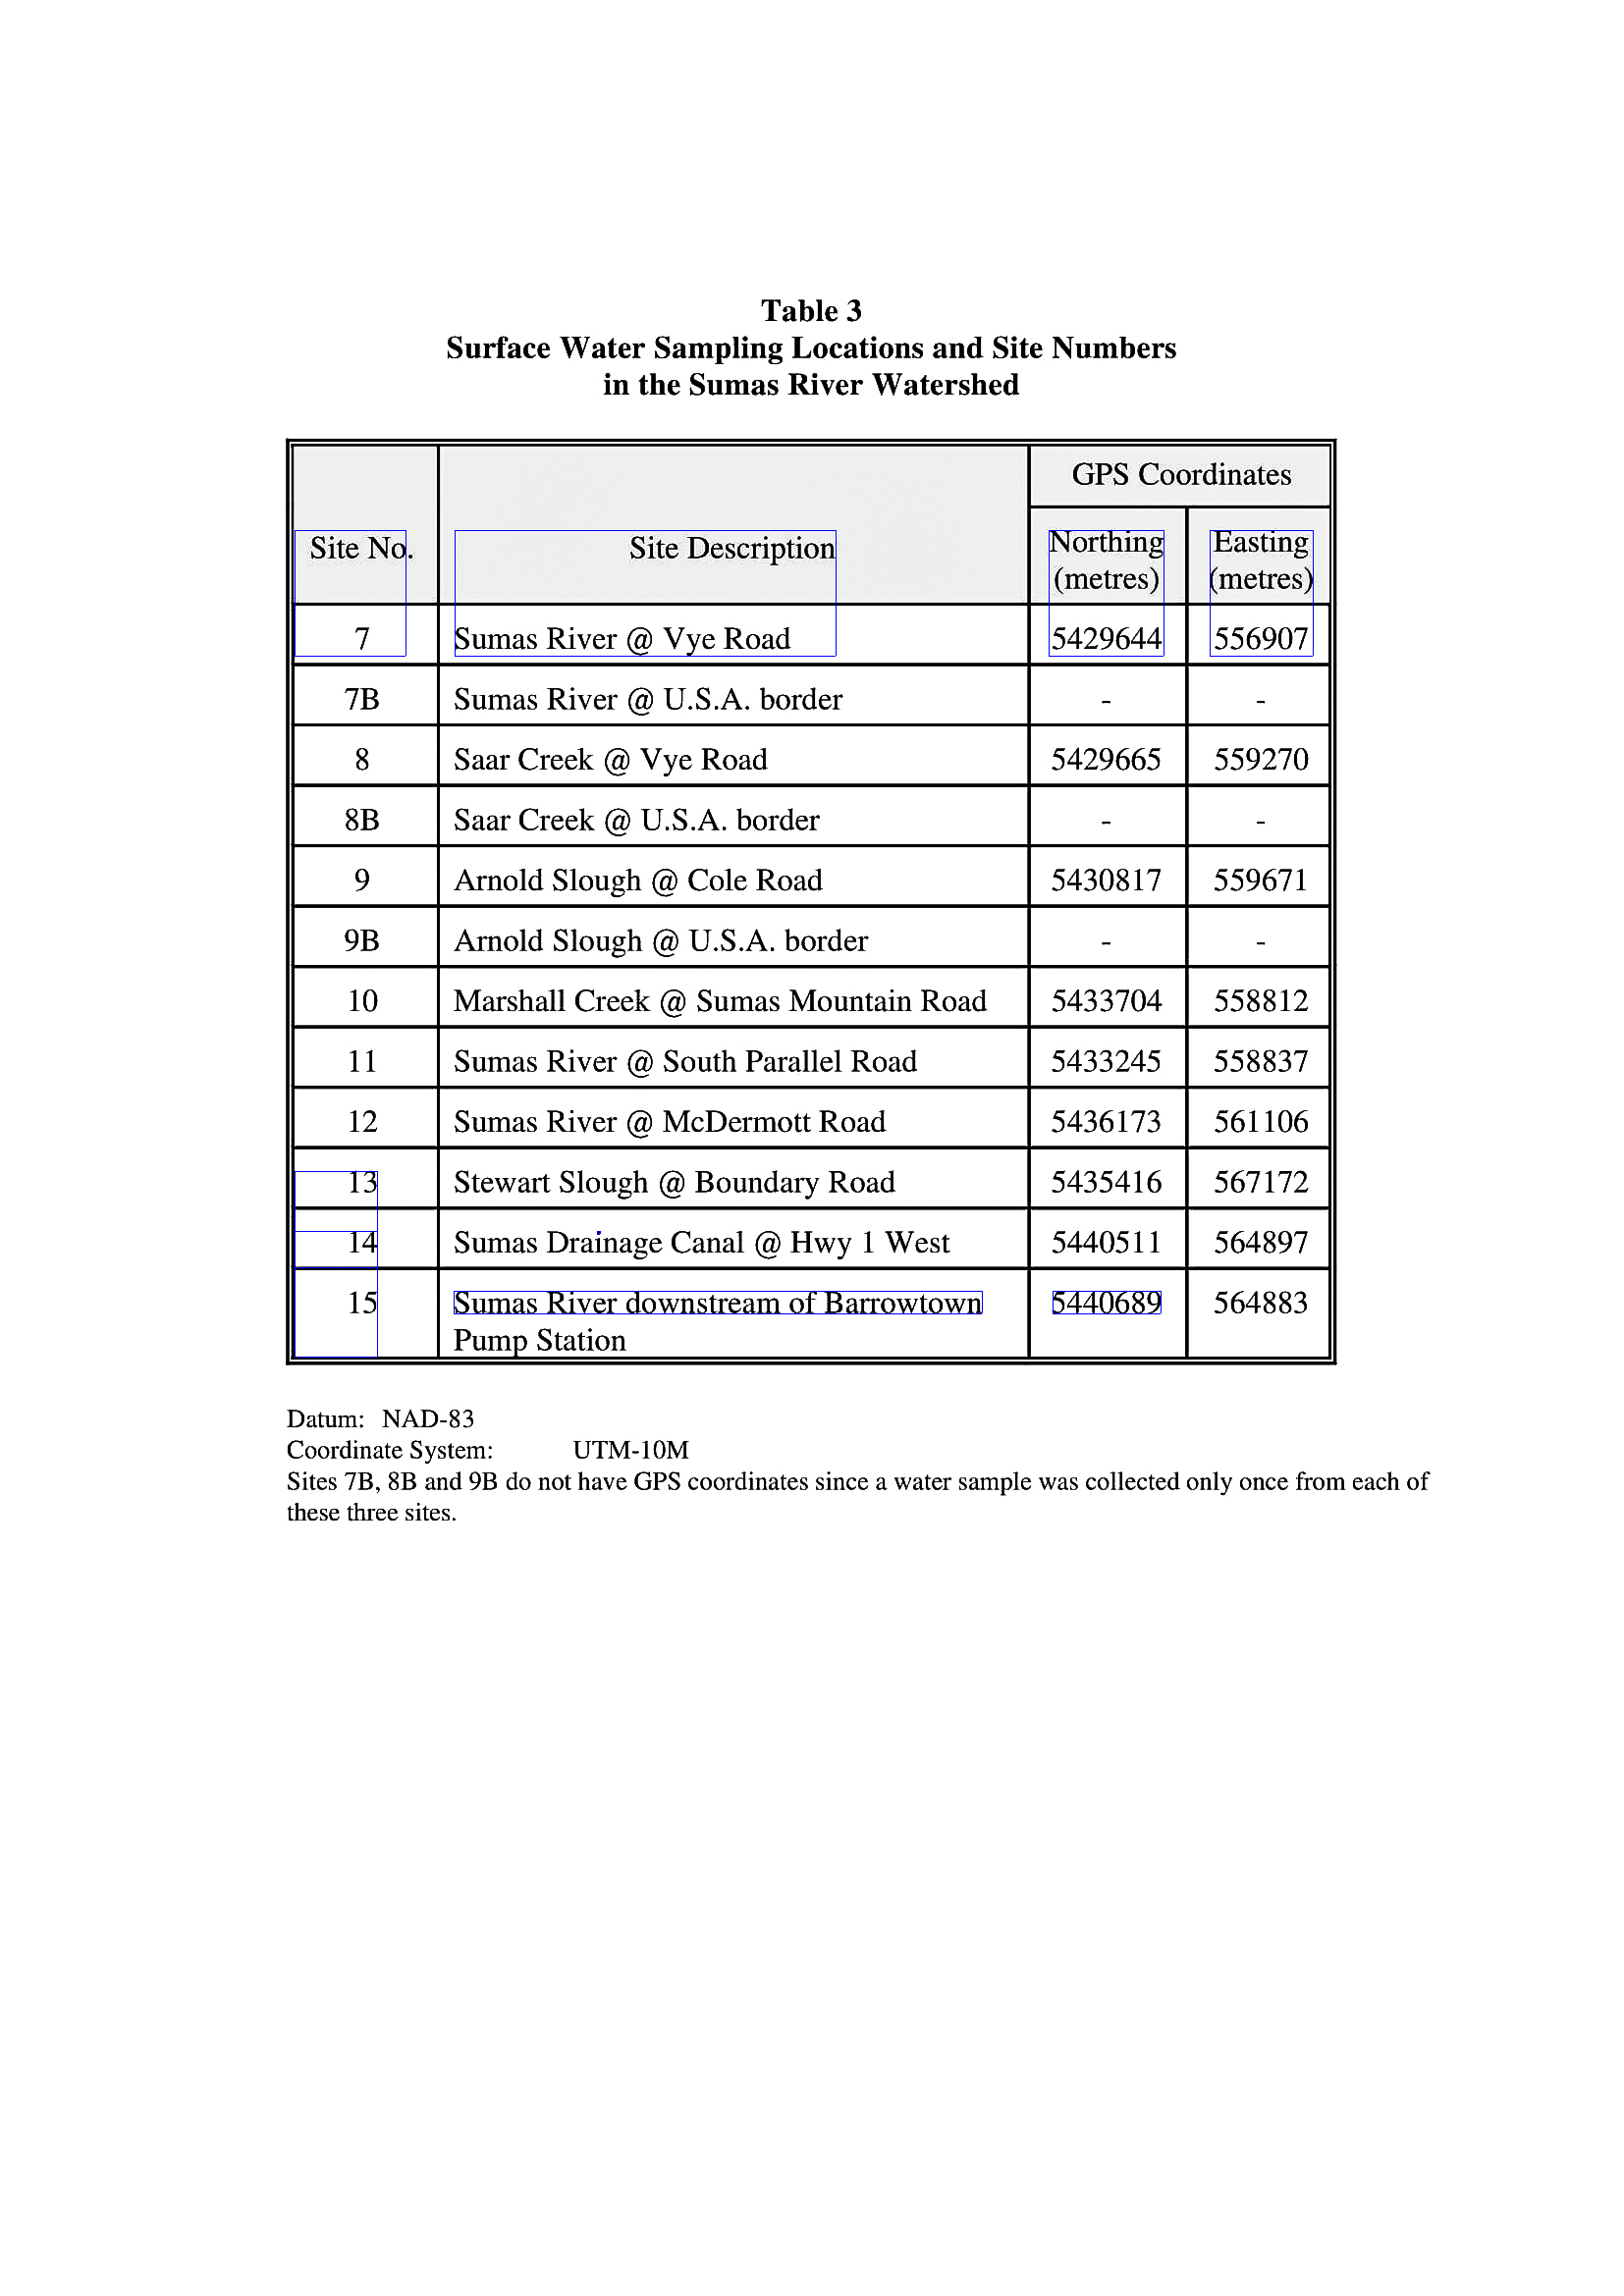 Table 3
Surface Water Sampling Locations and Site Numbers
in the Sumas River Watershed
GPS Coordinates
Site No. Site Description Northing (metres) Easting (metres)
7 Sumas River @ Vye Road 5429644 556907
7B Sumas River @ U.S.A. border - -
8 Saar Creek @ Vye Road 5429665 559270
8B Saar Creek @ U.S.A. border - -
9 Arnold Slough @ Cole Road 5430817 559671
9B Arnold Slough @ U.S.A. border - -
10 Marshall Creek @ Sumas Mountain Road 5433704 558812
11 Sumas River @ South Parallel Road 5433245 558837
12 Sumas River @ McDermott Road 5436173 561106
13 Stewart Slough @ Boundary Road 5435416 567172
14 Sumas Drainage Canal @ Hwy 1 West 5440511 564897
15 Sumas River downstream of Barrowtown 5440689 564883
Pump Station
Datum: NAD-83
Coordinate System: UTM-10M
Sites 7B, 8B and 9B do not have GPS coordinates since a water sample was collected only once from each of
these three sites.